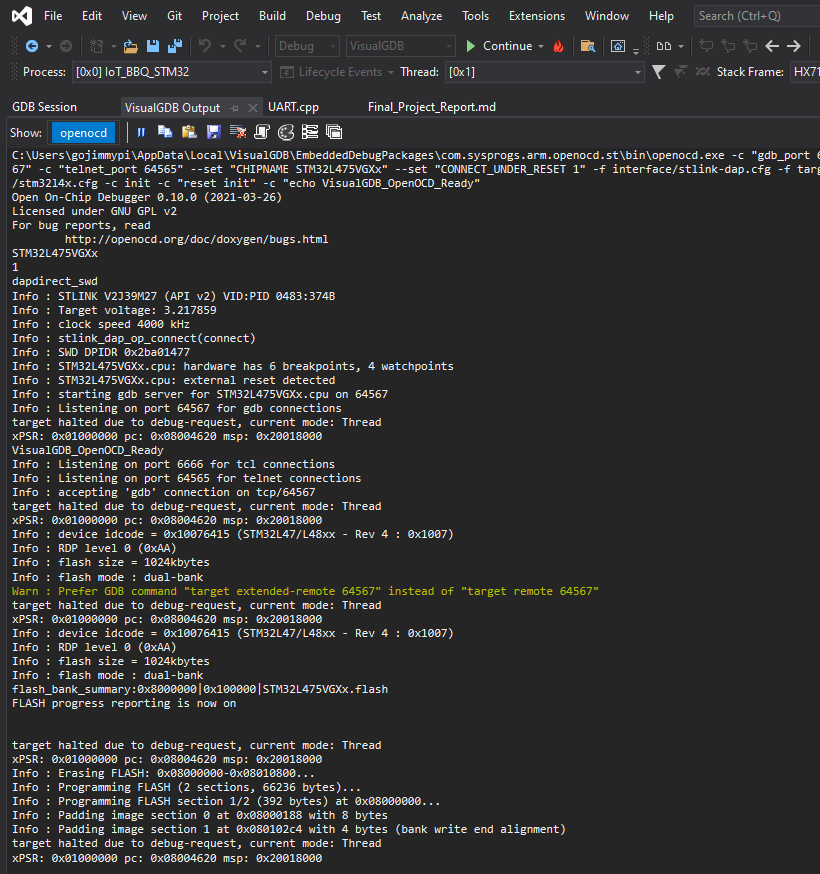 File Edit View Git Project Build Debug Test Analyze Tools Extensions Window Help Search (Ctrl+Q)
Debug VisualGDB Continue
Process: [0x0] IoT_BBQ_STM32 Lifecycle Events Thread: [0x1] Stack Frame: HX71
GDB Session VisualGDB Output UART.cpp Final_Project_Report.md
Show: openocd
C:\Users\gojimmypi\AppData\Local\VisualGDB\EmbeddedDebugPackages\com.sysprogs.arm.openocd.st\bin\openocd.exe -c "gdb_port 6
67" -c "telnet_port 64565" --set "CHIPNAME STM32L475VGXx" --set "CONNECT_UNDER_RESET 1" -f interface/stlink-dap.cfg -f targ
/stm32l4x.cfg -c init -c "reset init" -c "echo VisualGDB_OpenOCD_Ready"
Open On-Chip Debugger 0.10.0 (2021-03-26)
Licensed under GNU GPL v2
For bug reports, read
http://openocd.org/doc/doxygen/bugs.html
STM32L475VGXx
1
dapdirect_swd
Info : STLINK V2J39M27 (API v2) VID:PID 0483:374B
Info : Target voltage: 3.217859
Info : clock speed 4000 kHz
Info : stlink_dap_op_connect(connect)
Info : SWD DPIDR 0x2ba01477
Info : STM32L475VGXx.cpu: hardware has 6 breakpoints, 4 watchpoints
Info : STM32L475VGXx.cpu: external reset detected
Info : starting gdb server for STM32L475VGXx.cpu on 64567
Info : Listening on port 64567 for gdb connections
target halted due to debug-request, current mode: Thread
xPSR: 0x01000000 pc: 0x08004620 msp: 0x20018000
VisualGDB_OpenOCD_Ready
Info : Listening on port 6666 for tcl connections
Info : Listening on port 64565 for telnet connections
Info : accepting 'gdb' connection on tcp/64567
target halted due to debug-request, current mode: Thread
xPSR: 0x01000000 pc: 0x08004620 msp: 0x20018000
Info : device idcode = 0x10076415 (STM32L47/L48xx - Rev 4 : 0x1007)
Info : RDP level 0 (0xAA)
Info : flash size = 1024kbytes
Info : flash mode : dual-bank
Warn : Prefer GDB command "target extended-remote 64567" instead of "target remote 64567"
target halted due to debug-request, current mode: Thread
xPSR: 0x01000000 pc: 0x08004620 msp: 0x20018000
Info : device idcode = 0x10076415 (STM32L47/L48xx - Rev 4 : 0x1007)
Info : RDP level 0 (0xAA)
Info : flash size = 1024kbytes
Info : flash mode : dual-bank
flash_bank_summary:0x8000000|0x100000|STM32L475VGXx.flash
FLASH progress reporting is now on
target halted due to debug-request, current mode: Thread
xPSR: 0x01000000 pc: 0x08004620 msp: 0x20018000
Info : Erasing FLASH: 0x08000000-0x08010800...
Info : Programming FLASH (2 sections, 66236 bytes)...
Info : Programming FLASH section 1/2 (392 bytes) at 0x08000000...
Info : Padding image section 0 at 0x08000188 with 8 bytes
Info : Padding image section 1 at 0x080102c4 with 4 bytes (bank write end alignment)
target halted due to debug-request, current mode: Thread
xPSR: 0x01000000 pc: 0x08004620 msp: 0x20018000